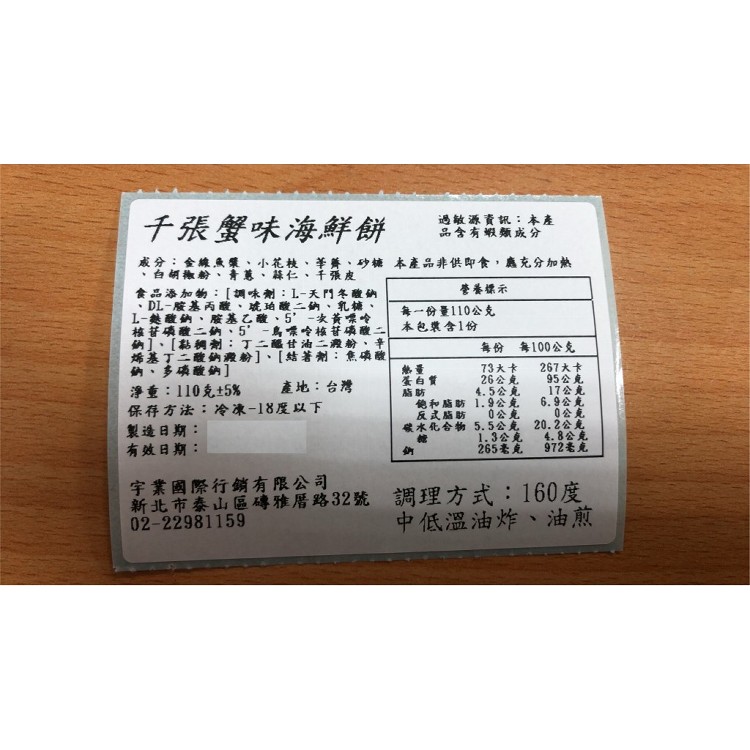 千張蟹味海鮮餅
過敏源資訊：本產
品含有蝦類成分
成分：金線魚漿、小花枝、荸薺、砂糖
、白胡椒粉、青蔥、蒜仁、千張皮
本產品非供即食，應充分加熱
食品添加物：[調味劑：L-天門冬酸鈉
、DL-胺基丙酸、琥珀酸二鈉、乳糖、
L-麩酸鈉、胺基乙酸、5’-次黃嘌呤
核苷磷酸二鈉、5’-鳥嘌呤核苷磷酸二
鈉]、[黏稠劑：丁二醯甘油二澱粉、辛
烯基丁二酸鈉澱粉]、[結著劑：焦磷酸
鈉、多磷酸鈉]
淨重：110克±5% 產地：台灣
保存方法：冷凍-18度以下
製造日期：
有效日期：
營養標示
每一份量110公克
本包裝含1份
每份 每100公克
熱量 73大卡 267大卡
蛋白質 26公克 95公克
脂肪 4.5公克 17公克
飽和脂肪 1.9公克 6.9公克
反式脂肪 0公克 0公克
碳水化合物 5.5公克 20.2公克
糖 1.3公克 4.8公克
鈉 265毫克 972毫克
宇業國際行銷有限公司
新北市泰山區磚雅厝路32號
02-22981159
調理方式：160度
中低溫油炸、油煎